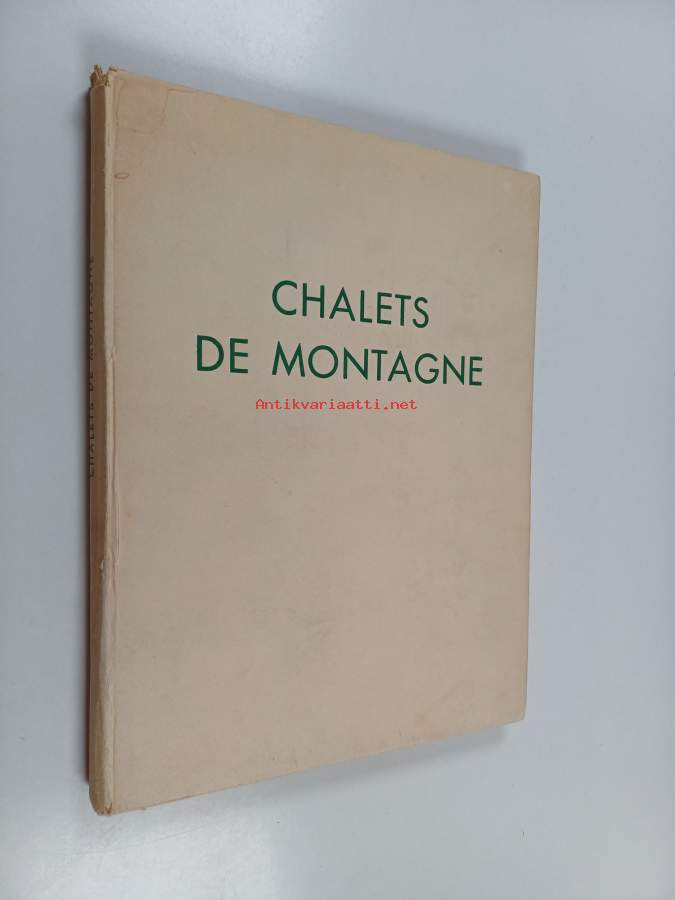 CHALETS
DE MONTAGNE
Antikvariaatti.net
CHALETS DE MONTAGNE